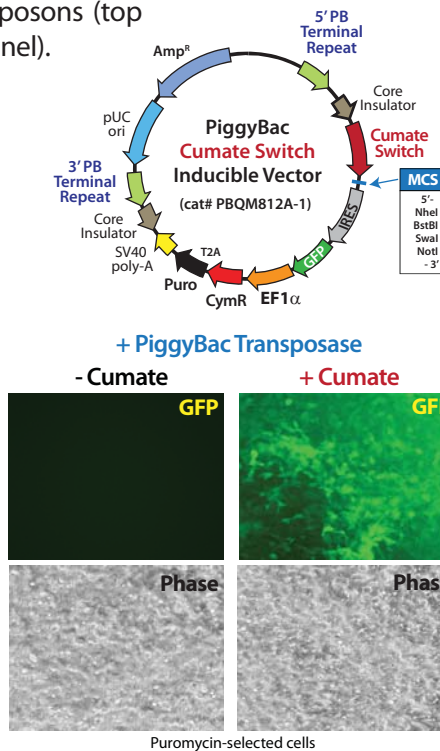 posons (top
nel).
5' PB
Terminal
Repeat
Amp^R
Core
Insulator
pUC
ori
PiggyBac
Cumate Switch
Inducible Vector
(cat# PBQM812A-1)
Cumate
Switch
MCS
5'-
NheI
BstBI
SwaI
NotI
- 3'
3' PB
Terminal
Repeat
IRES
Core
Insulator
GFP
SV40
poly-A
T2A
Puro
CymR
EF1α
+ PiggyBac Transposase
- Cumate
+ Cumate
GFP
GF
Phase
Phas
Puromycin-selected cells